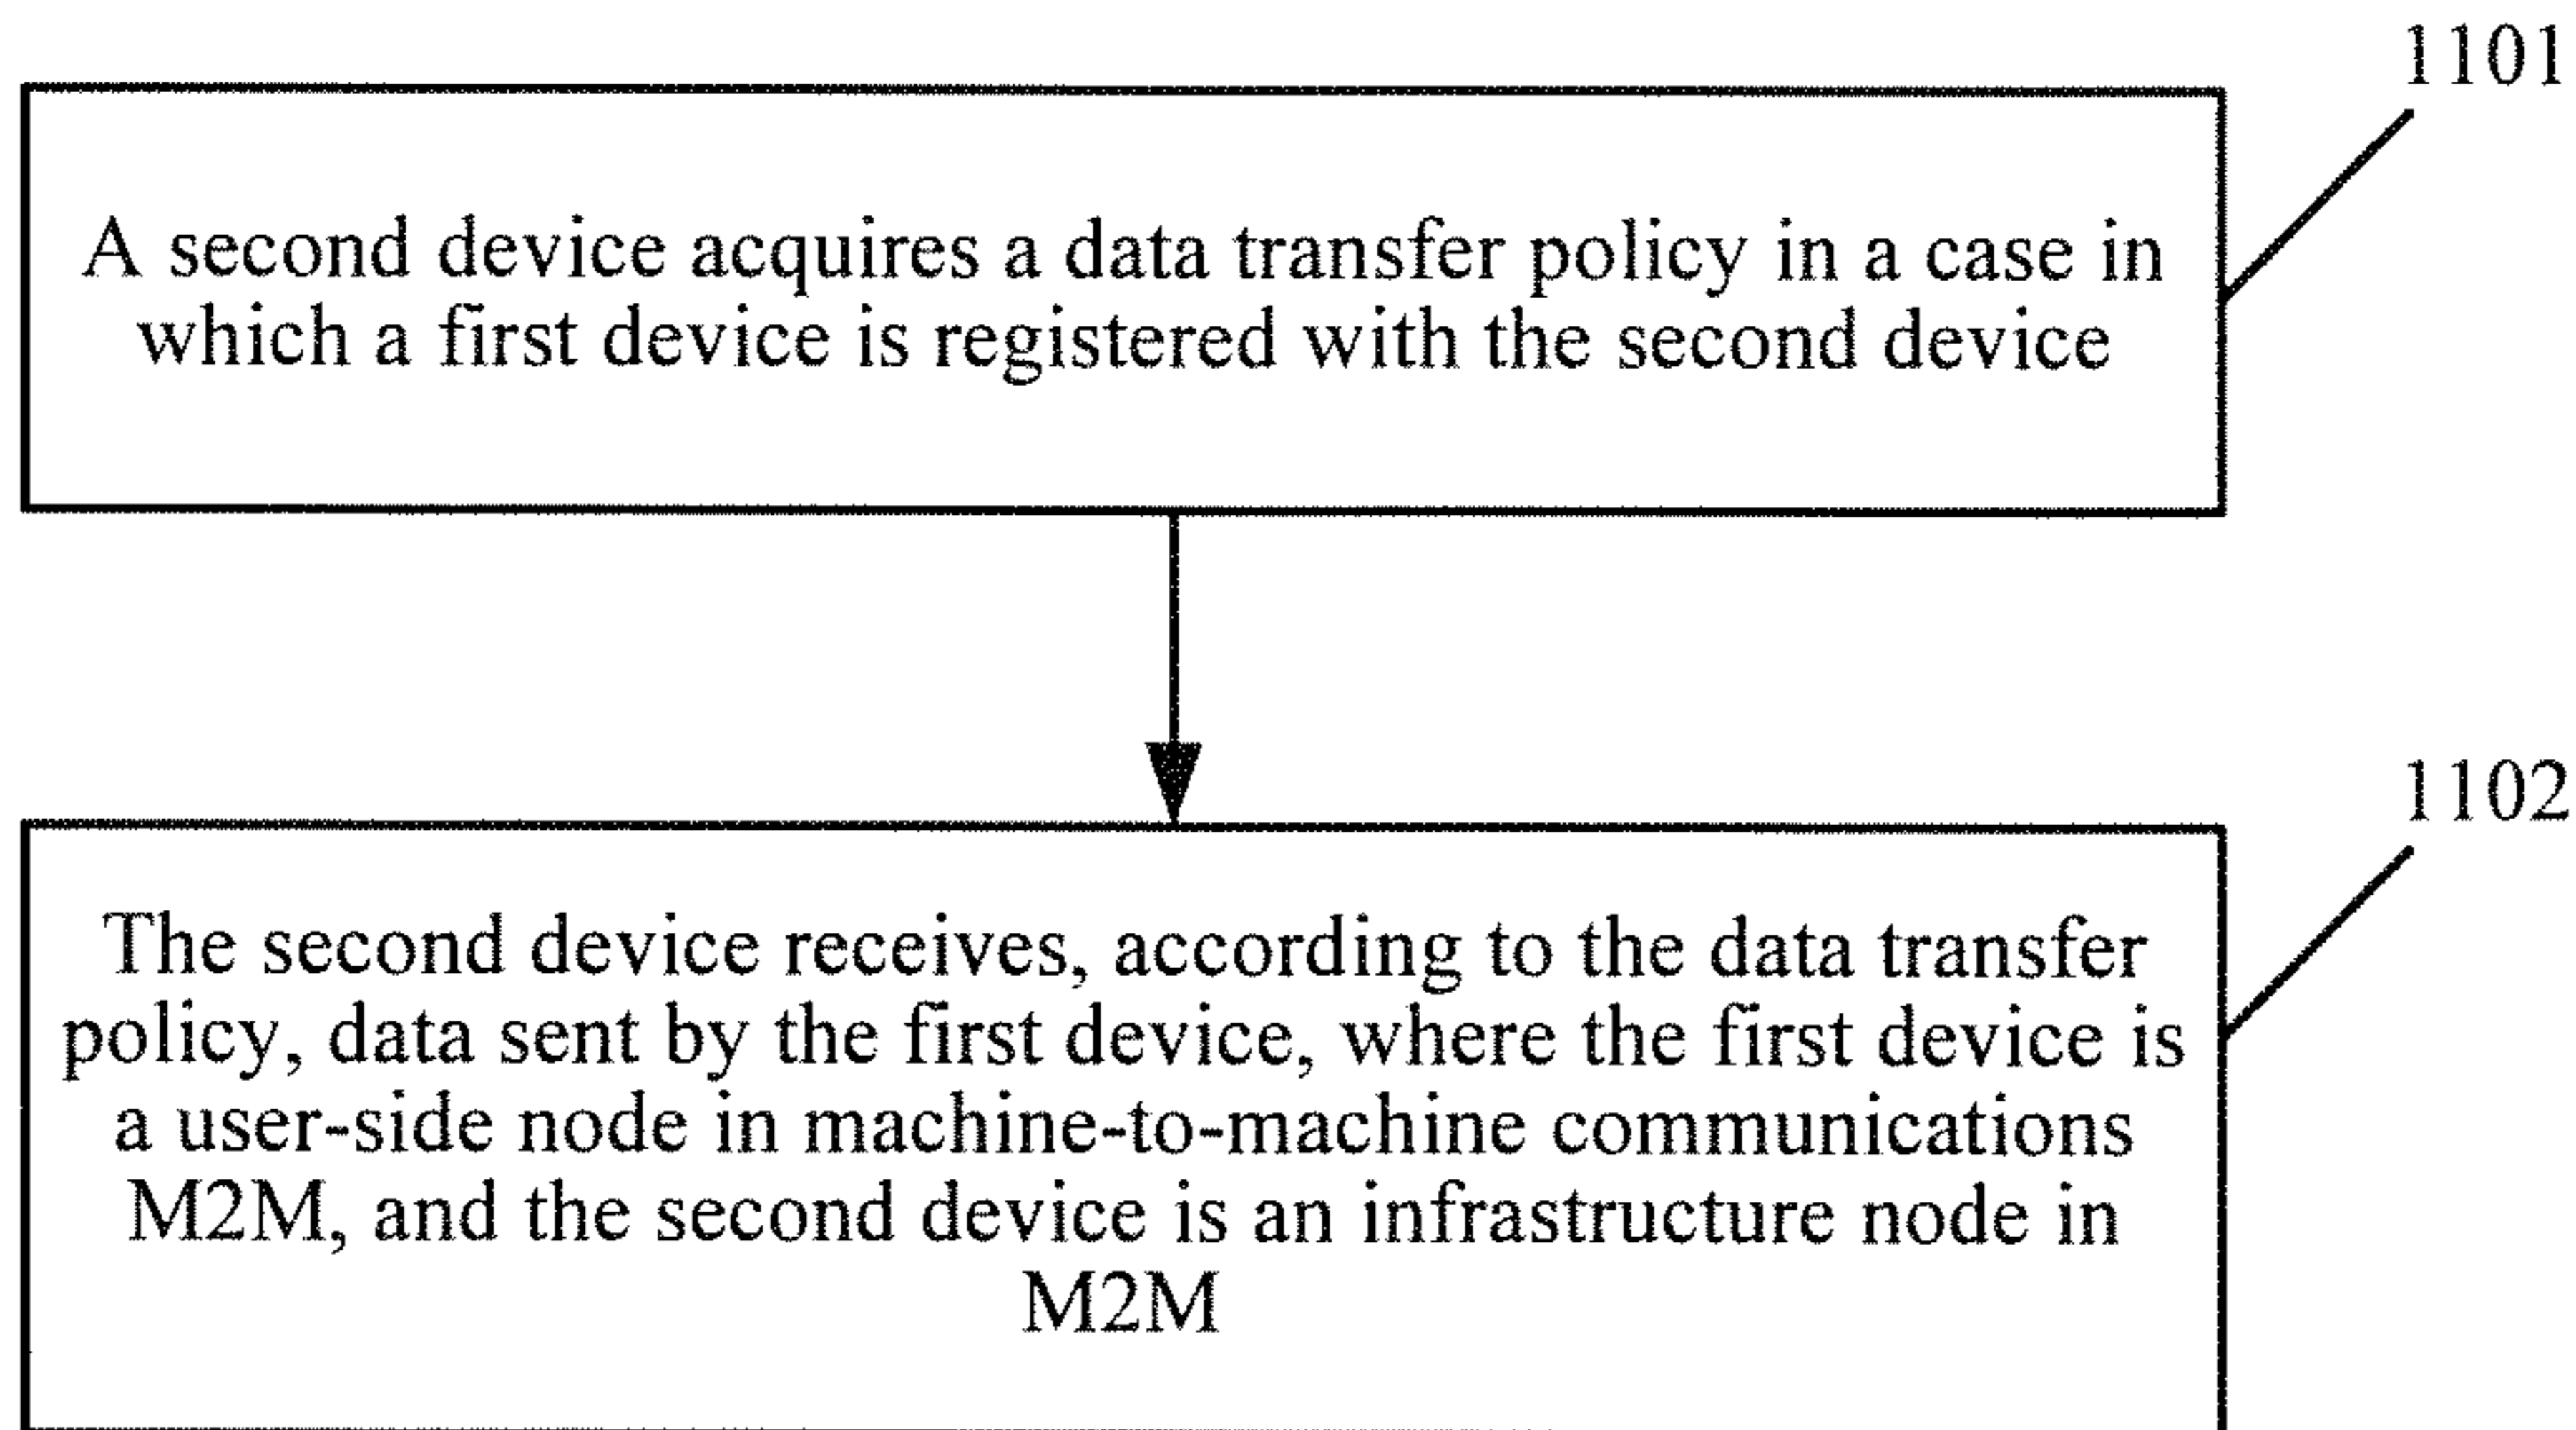 1101
A second device acquires a data transfer policy in a case in
which a first device is registered with the second device
1102
The second device receives, according to the data transfer
policy, data sent by the first device, where the first device is
a user-side node in machine-to-machine communications
M2M, and the second device is an infrastructure node in
M2M